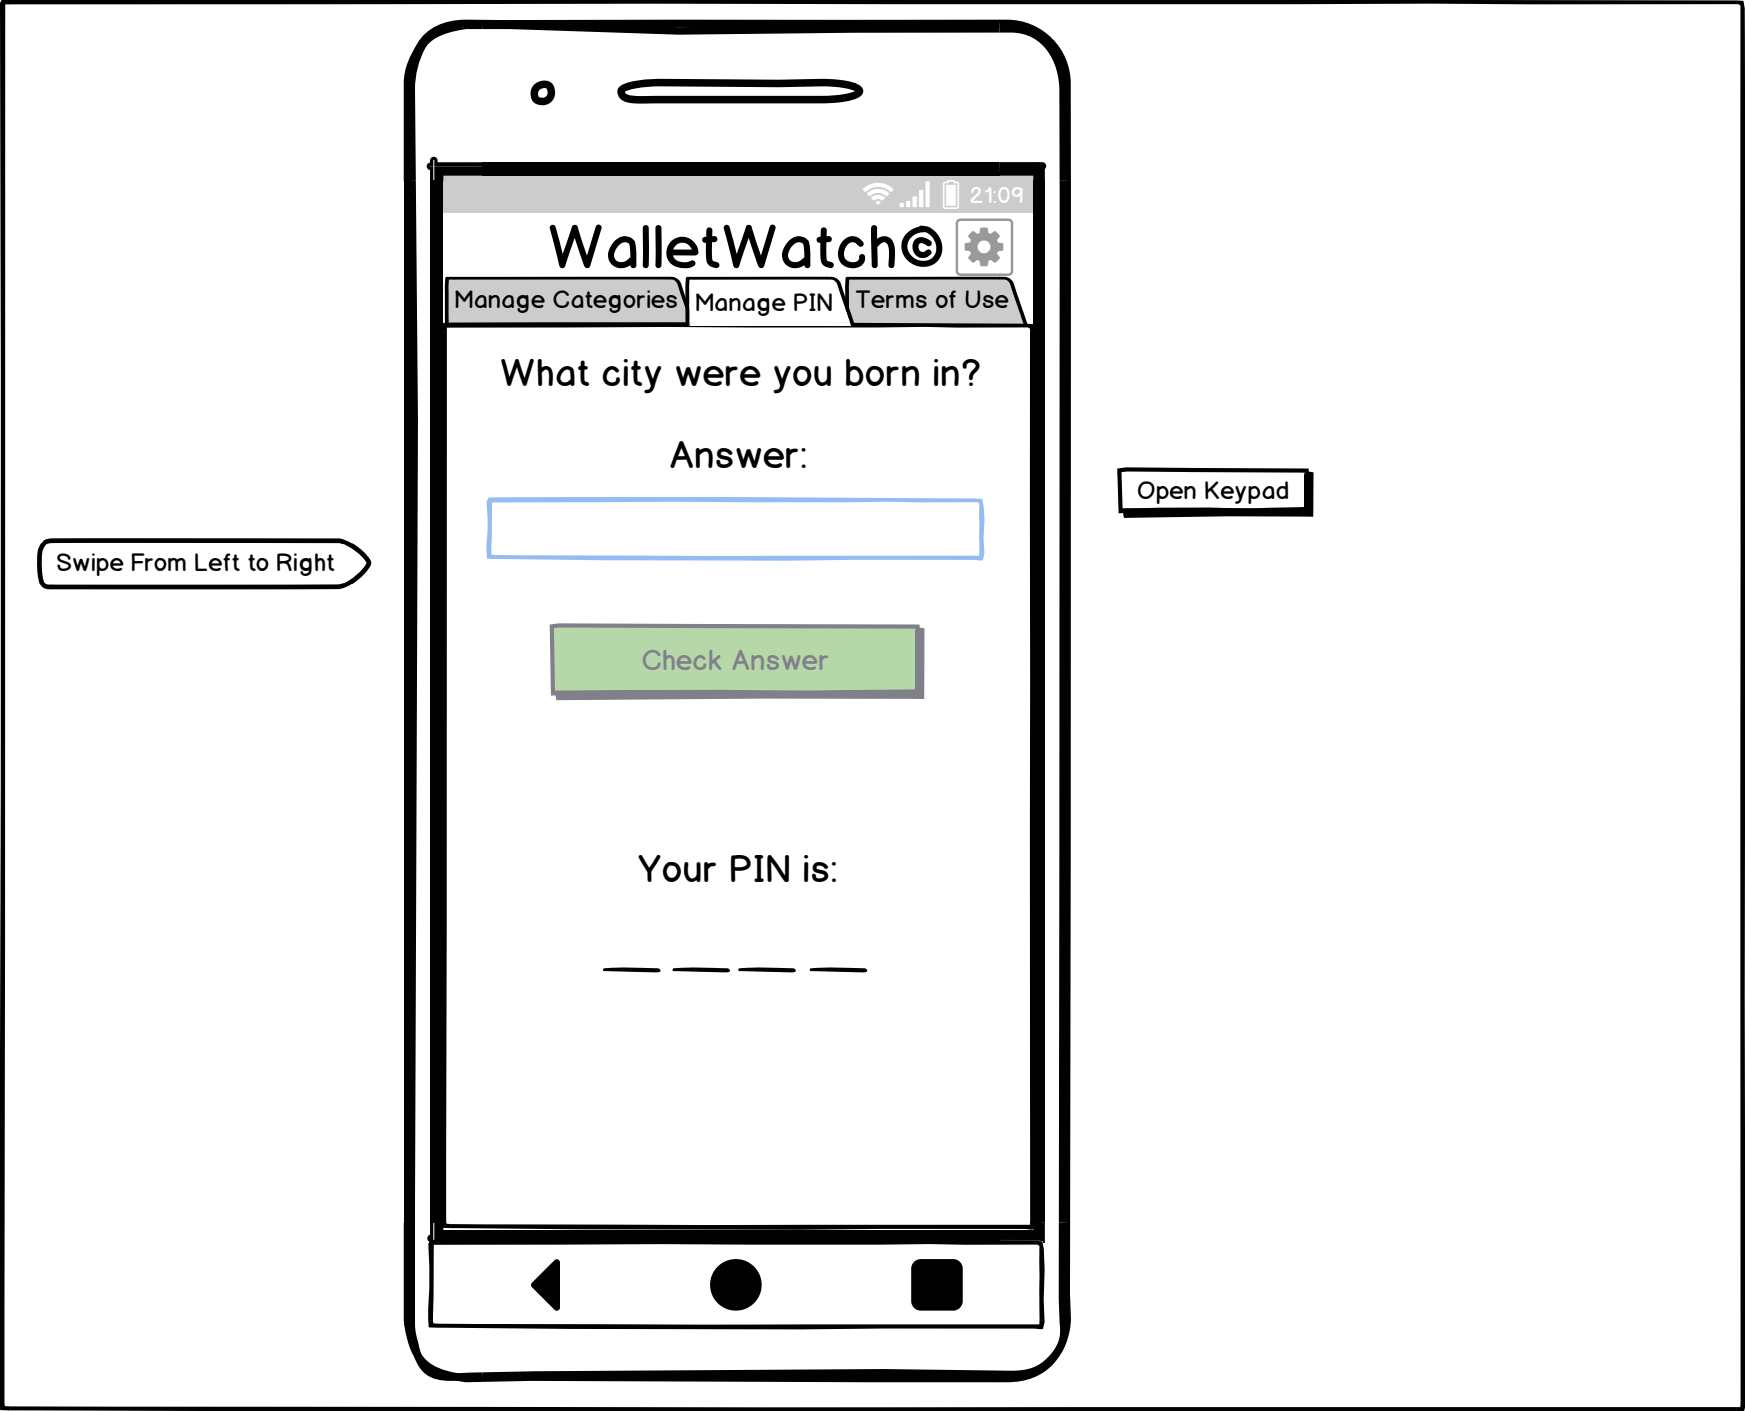 21:09
WalletWatch©
Manage Categories
Manage PIN
Terms of Use
What city were you born in?
Answer:
Open Keypad
Swipe From Left to Right
Check Answer
Your PIN is: